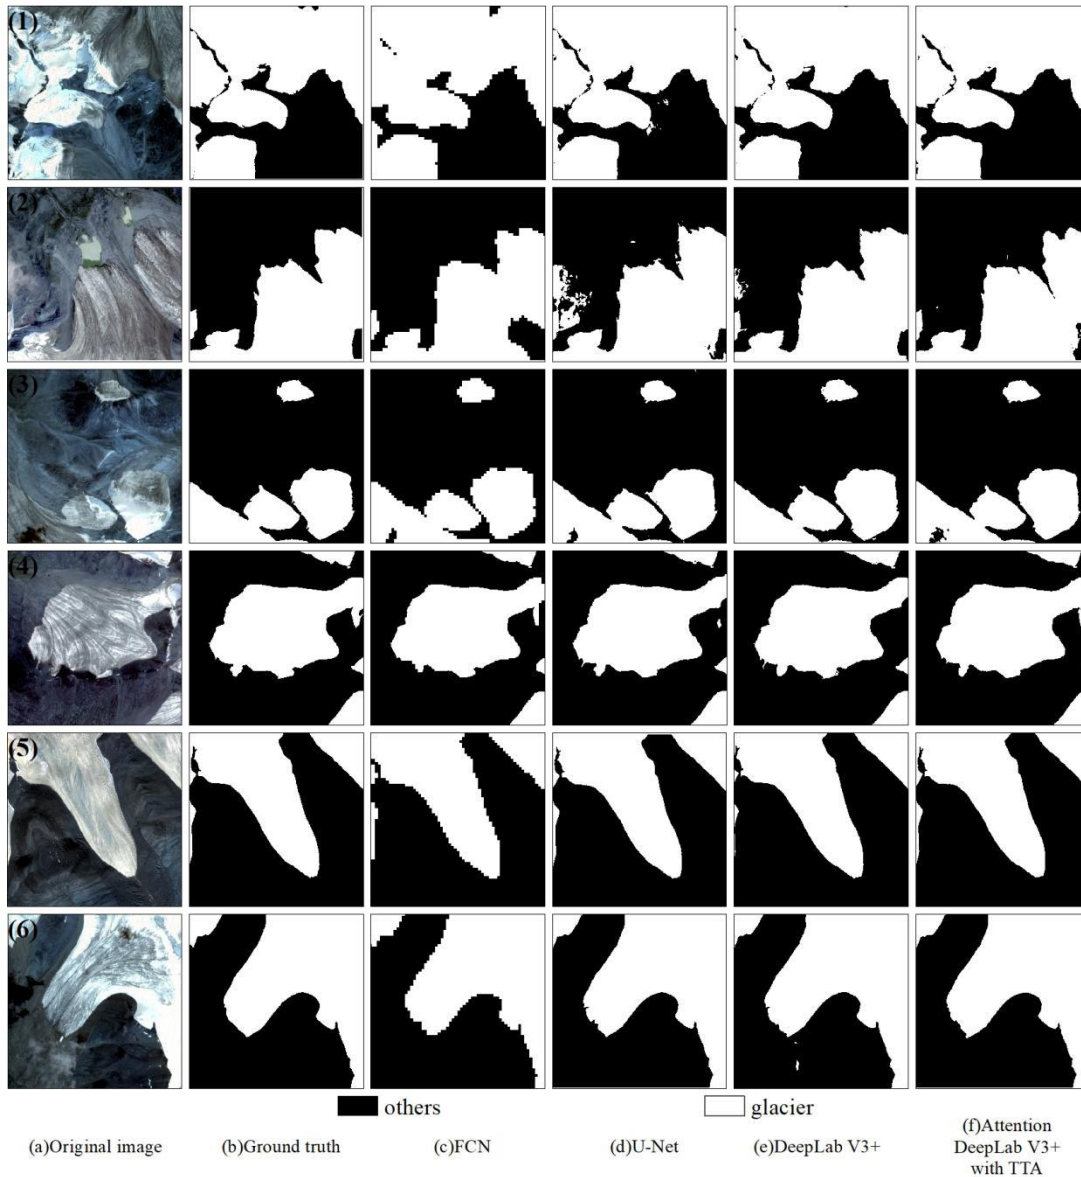 (1)
(2)
(3)
(4)
(5)
(6)
others
glacier
(a)Original image
(b)Ground truth
(c)FCN
(d)U-Net
(e)DeepLab V3+
(f)Attention
DeepLab V3+
with TTA